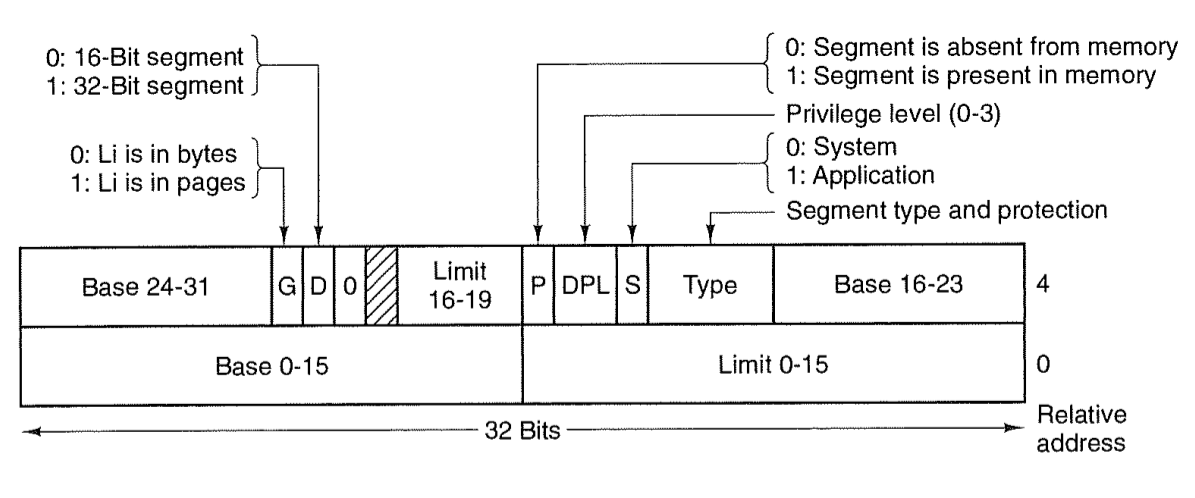 0: 16-Bit segment
1: 32-Bit segment
0: Li is in bytes
1: Li is in pages
0: Segment is absent from memory
1: Segment is present in memory
Privilege level (0-3)
0: System
1: Application
Segment type and protection
Base 24-31
G
D
0
Limit
16-19
P
DPL
S
Type
Base 16-23
4
Base 0-15
Limit 0-15
0
32 Bits
Relative
address